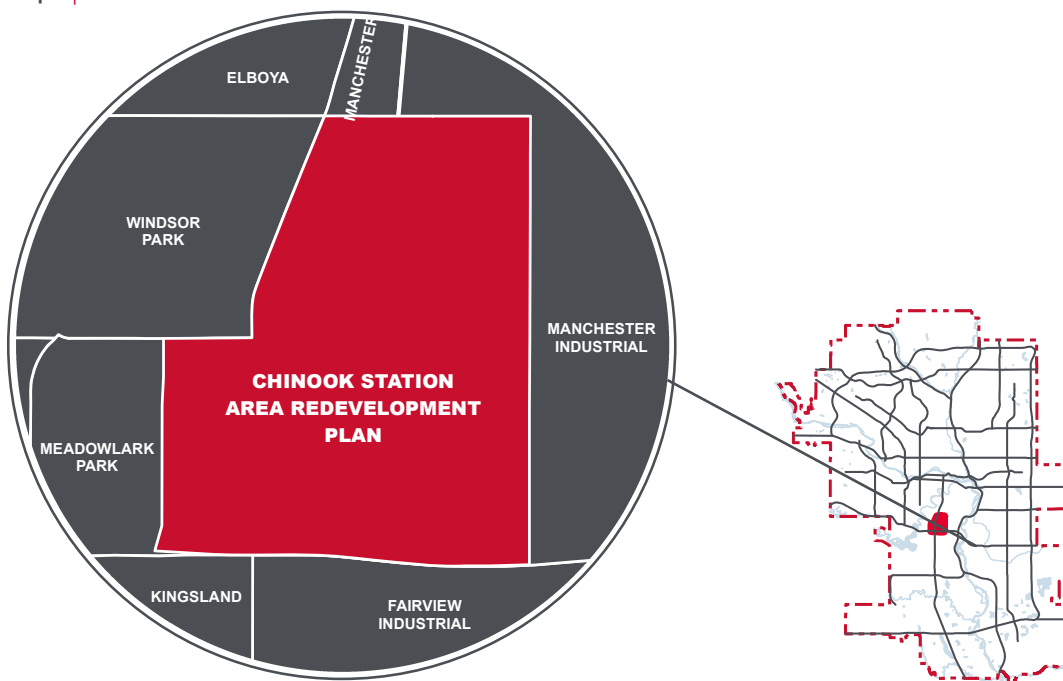 ELBOYA
MANCHESTER
WINDSOR
PARK
MANCHESTER
INDUSTRIAL
CHINOOK STATION
AREA REDEVELOPMENT
PLAN
MEADOWLARK
PARK
KINGSLAND
FAIRVIEW
INDUSTRIAL